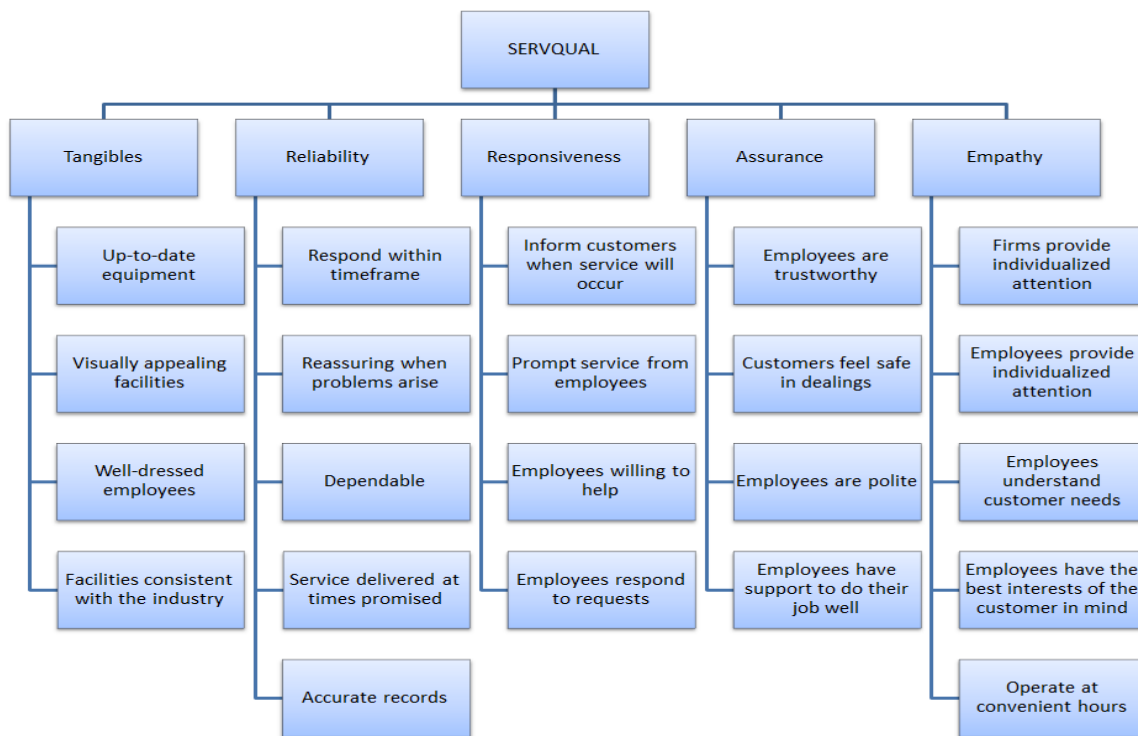 SERVQUAL
Tangibles
Reliability
Responsiveness
Assurance
Empathy
Up-to-date
equipment
Visually appealing
facilities
Well-dressed
employees
Facilities consistent
with the industry
Respond within
timeframe
Reassuring when
problems arise
Dependable
Service delivered at
times promised
Accurate records
Inform customers
when service will
occur
Prompt service from
employees
Employees willing to
help
Employees respond
to requests
Employees are
trustworthy
Customers feel safe
in dealings
Employees are polite
Employees have
support to do their
job well
Firms provide
individualized
attention
Employees provide
individualized
attention
Employees
understand
customer needs
Employees have the
best interests of the
customer in mind
Operate at
convenient hours